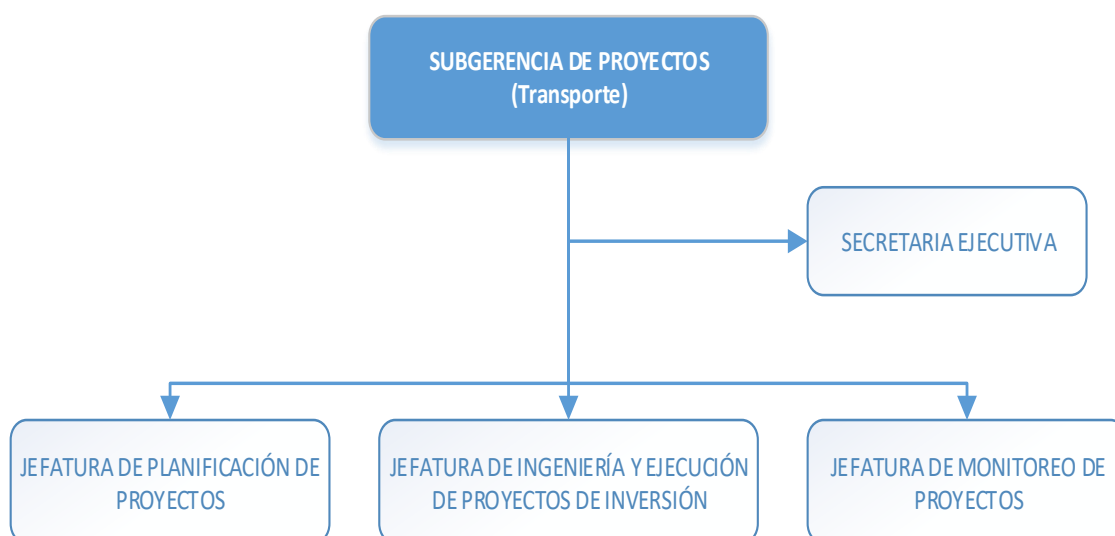 SUBGERENCIA DE PROYECTOS
(Transporte)
SECRETARIA EJECUTIVA
JEFATURA DE PLANIFICACIÓN DE
PROYECTOS
JEFATURA DE INGENIERÍA Y EJECUCIÓN
DE PROYECTOS DE INVERSIÓN
JEFATURA DE MONITOREO DE
PROYECTOS